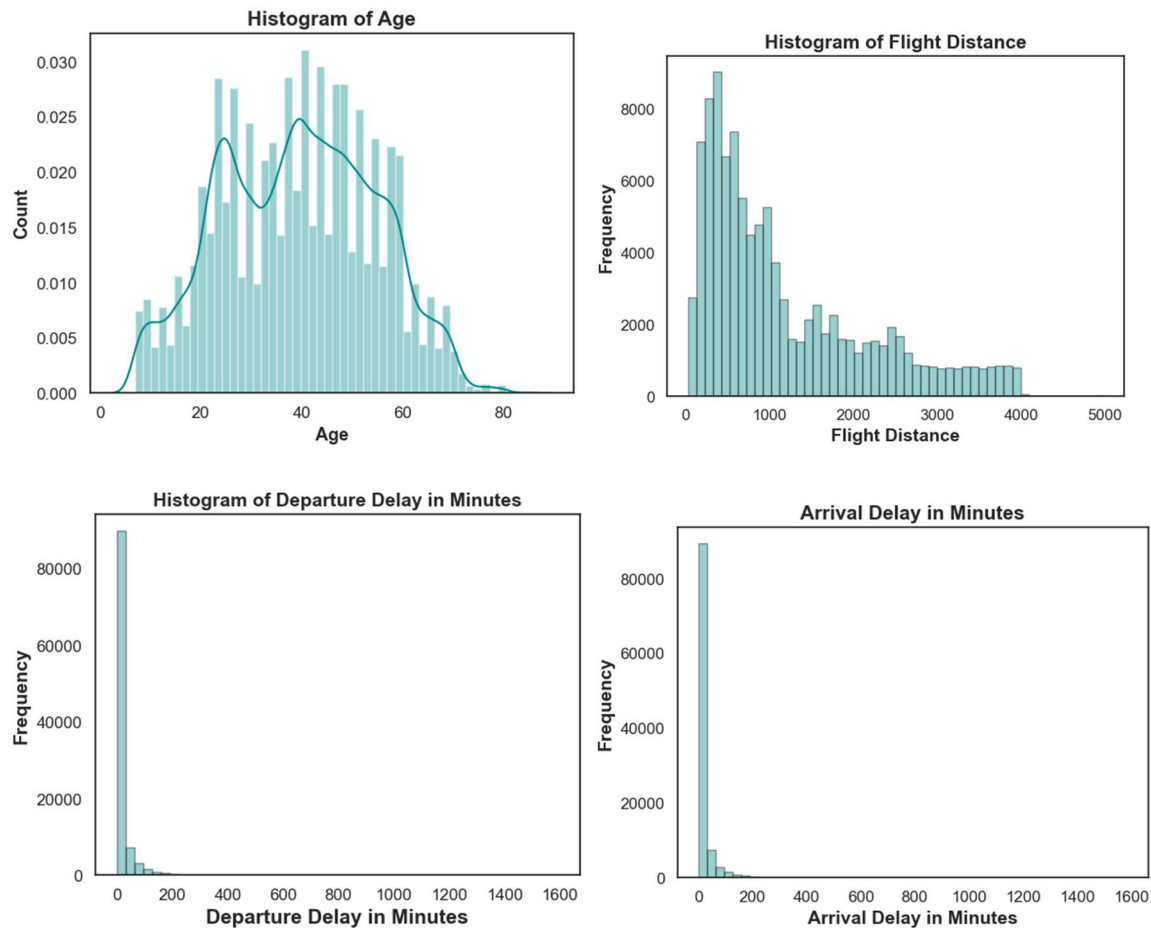 Histogram of Age
Count
0.030
0.025
0.020
0.015
0.010
0.005
0.000
0 20 40 60 80
Age
Histogram of Flight Distance
Frequency
8000
6000
4000
2000
0
0 1000 2000 3000 4000 5000
Flight Distance
Histogram of Departure Delay in Minutes
Frequency
80000
60000
40000
20000
0
0 200 400 600 800 1000 1200 1400 1600
Departure Delay in Minutes
Arrival Delay in Minutes
Frequency
80000
60000
40000
20000
0
0 200 400 600 800 1000 1200 1400 1600
Arrival Delay in Minutes